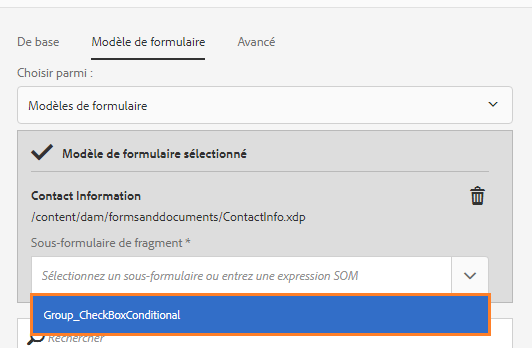 De base Modèle de formulaire Avancé
Choisir parmi :
Modèles de formulaire
Modèle de formulaire sélectionné
Contact Information
/content/dam/formsanddocuments/ContactInfo.xdp
Sous-formulaire de fragment *
Sélectionnez un sous-formulaire ou entrez une expression SOM
Group_CheckBoxConditional
Rechercher